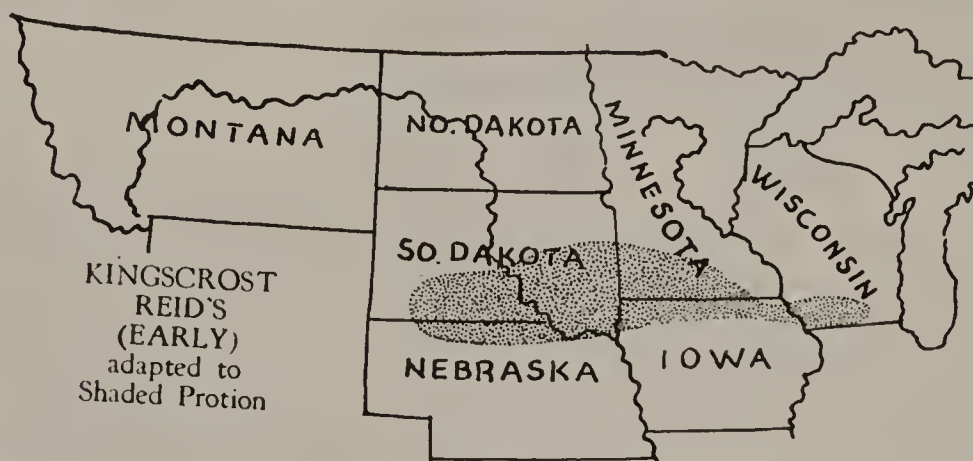 MONTANA
NO. DAKOTA
MINNESOTA
WISCONSIN
SO. DAKOTA
KINGSCROST
REID'S
(EARLY)
adapted to
Shaded Protion
NEBRASKA
IOWA